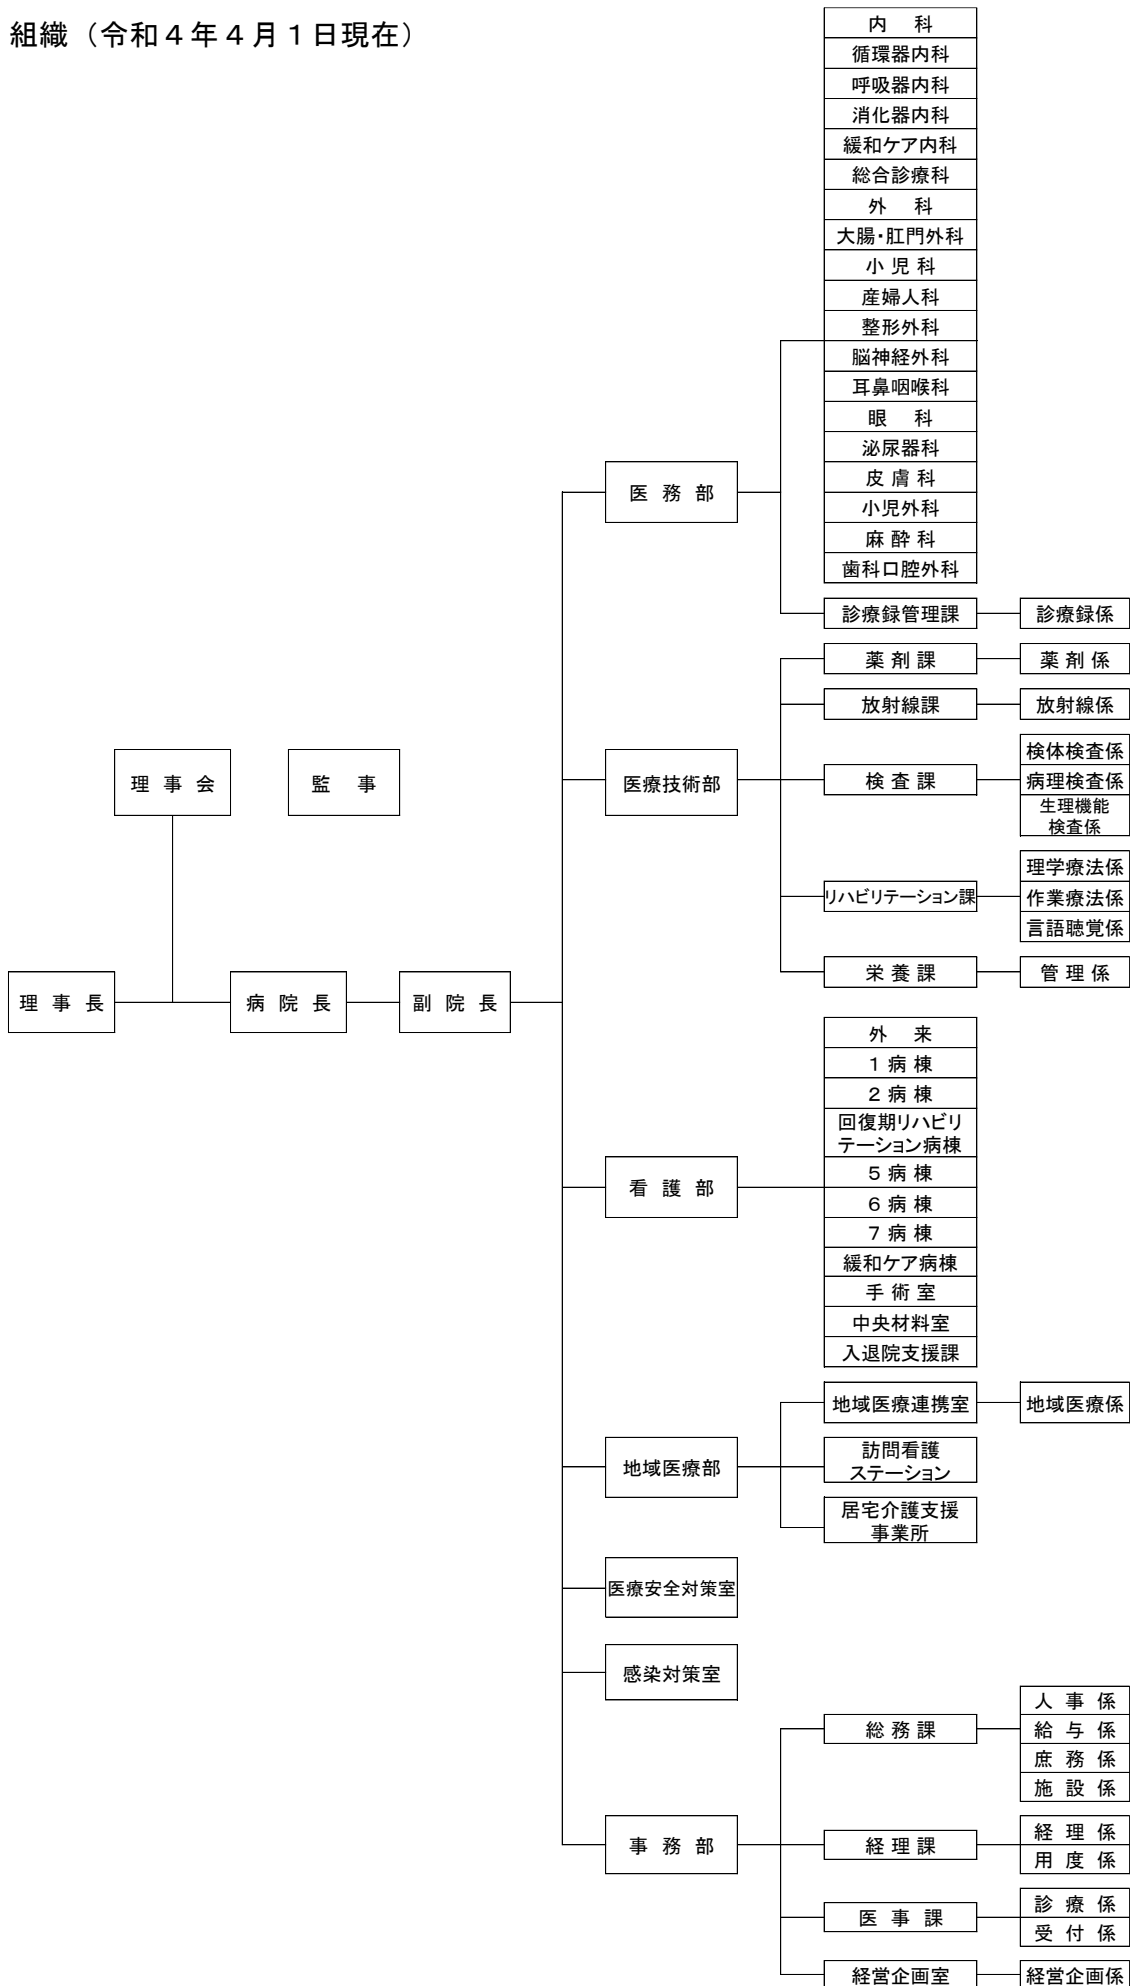 組織（令和４年４月１日現在）
内　科
循環器内科
呼吸器内科
消化器内科
緩和ケア内科
総合診療科
外　科
大腸・肛門外科
小 児 科
産婦人科
整形外科
脳神経外科
耳鼻咽喉科
眼　科
泌尿器科
皮 膚 科
小児外科
麻 酔 科
歯科口腔外科
医 務 部
診療録管理課
診療録係
薬 剤 課
薬 剤 係
放射線課
放射線係
理 事 会
監　事
医療技術部
検 査 課
検体検査係
病理検査係
生理機能
検査係
リハビリテーション課
理学療法係
作業療法係
言語聴覚係
栄 養 課
管 理 係
理 事 長
病 院 長
副 院 長
外　来
１ 病 棟
２ 病 棟
回復期リハビリ
テーション病棟
看 護 部
５ 病 棟
６ 病 棟
７ 病 棟
緩和ケア病棟
手 術 室
中央材料室
入退院支援課
地域医療連携室
地域医療係
地域医療部
訪問看護
ステーション
居宅介護支援
事業所
医療安全対策室
感染対策室
総 務 課
人 事 係
給 与 係
庶 務 係
施 設 係
事 務 部
経 理 課
経 理 係
用 度 係
医 事 課
診 療 係
受 付 係
経営企画室
経営企画係